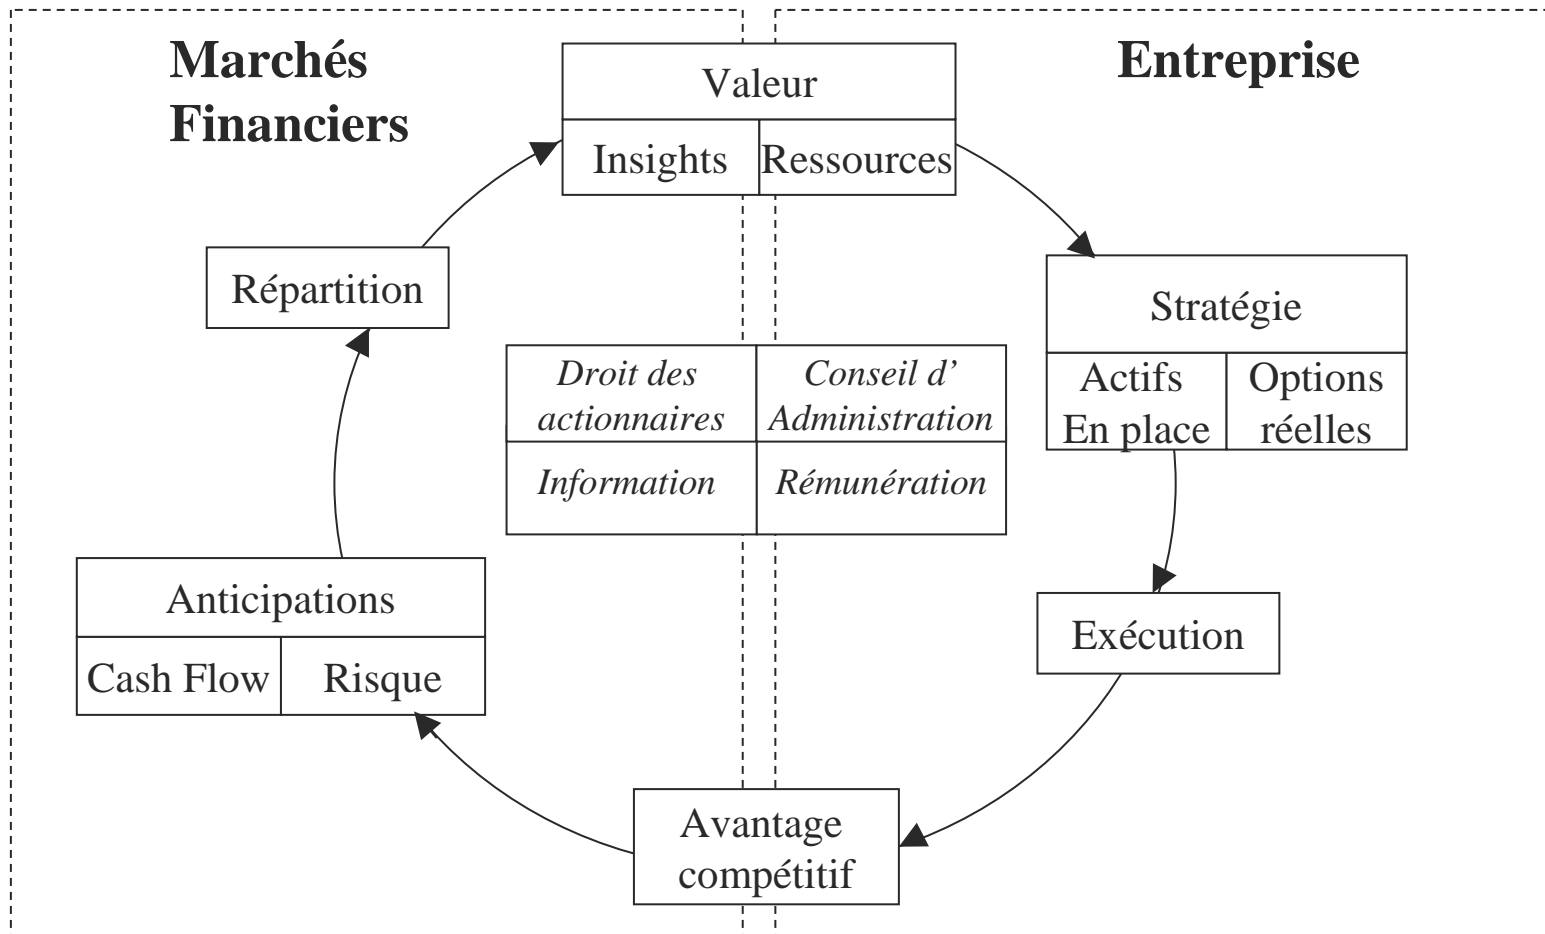 Marchés
Financiers
Entreprise
Valeur
Insights
Ressources
Répartition
Stratégie
Actifs
En place
Options
réelles
Droit des
actionnaires
Conseil d’
Administration
Information
Rémunération
Anticipations
Cash Flow
Risque
Exécution
Avantage
compétitif